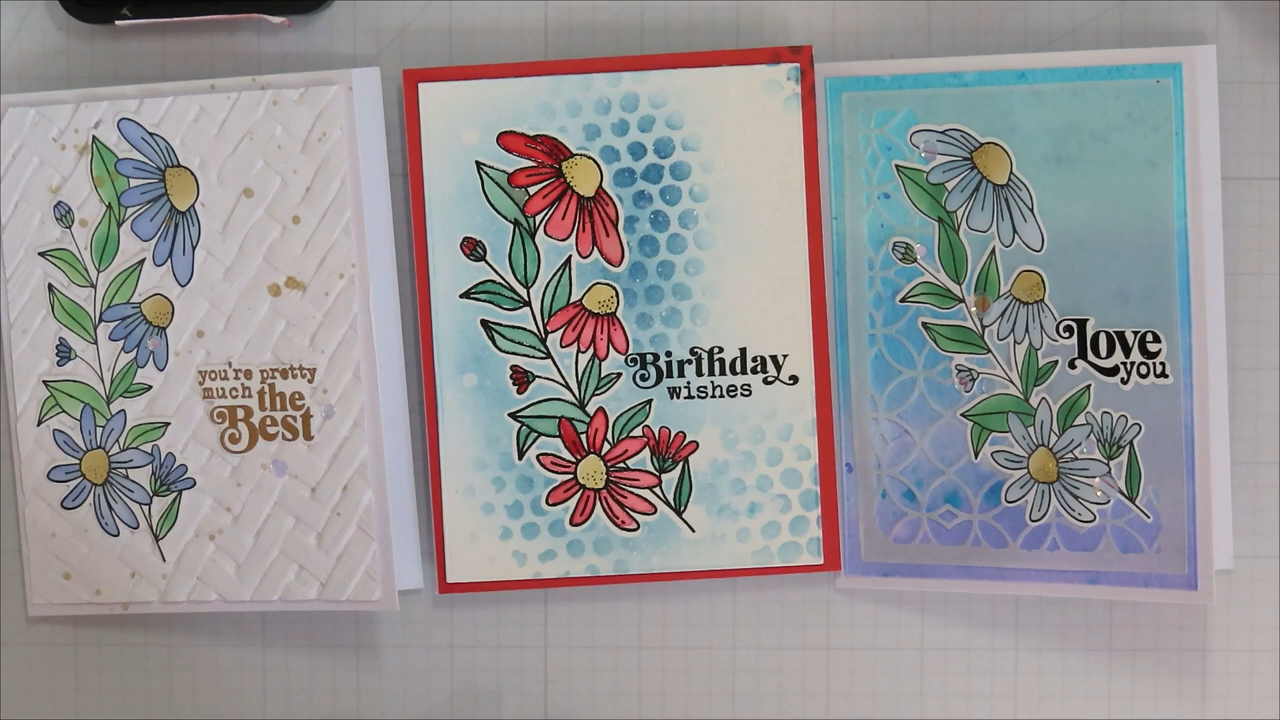 you're pretty
much the
Best
Birthday
wishes
Love
you